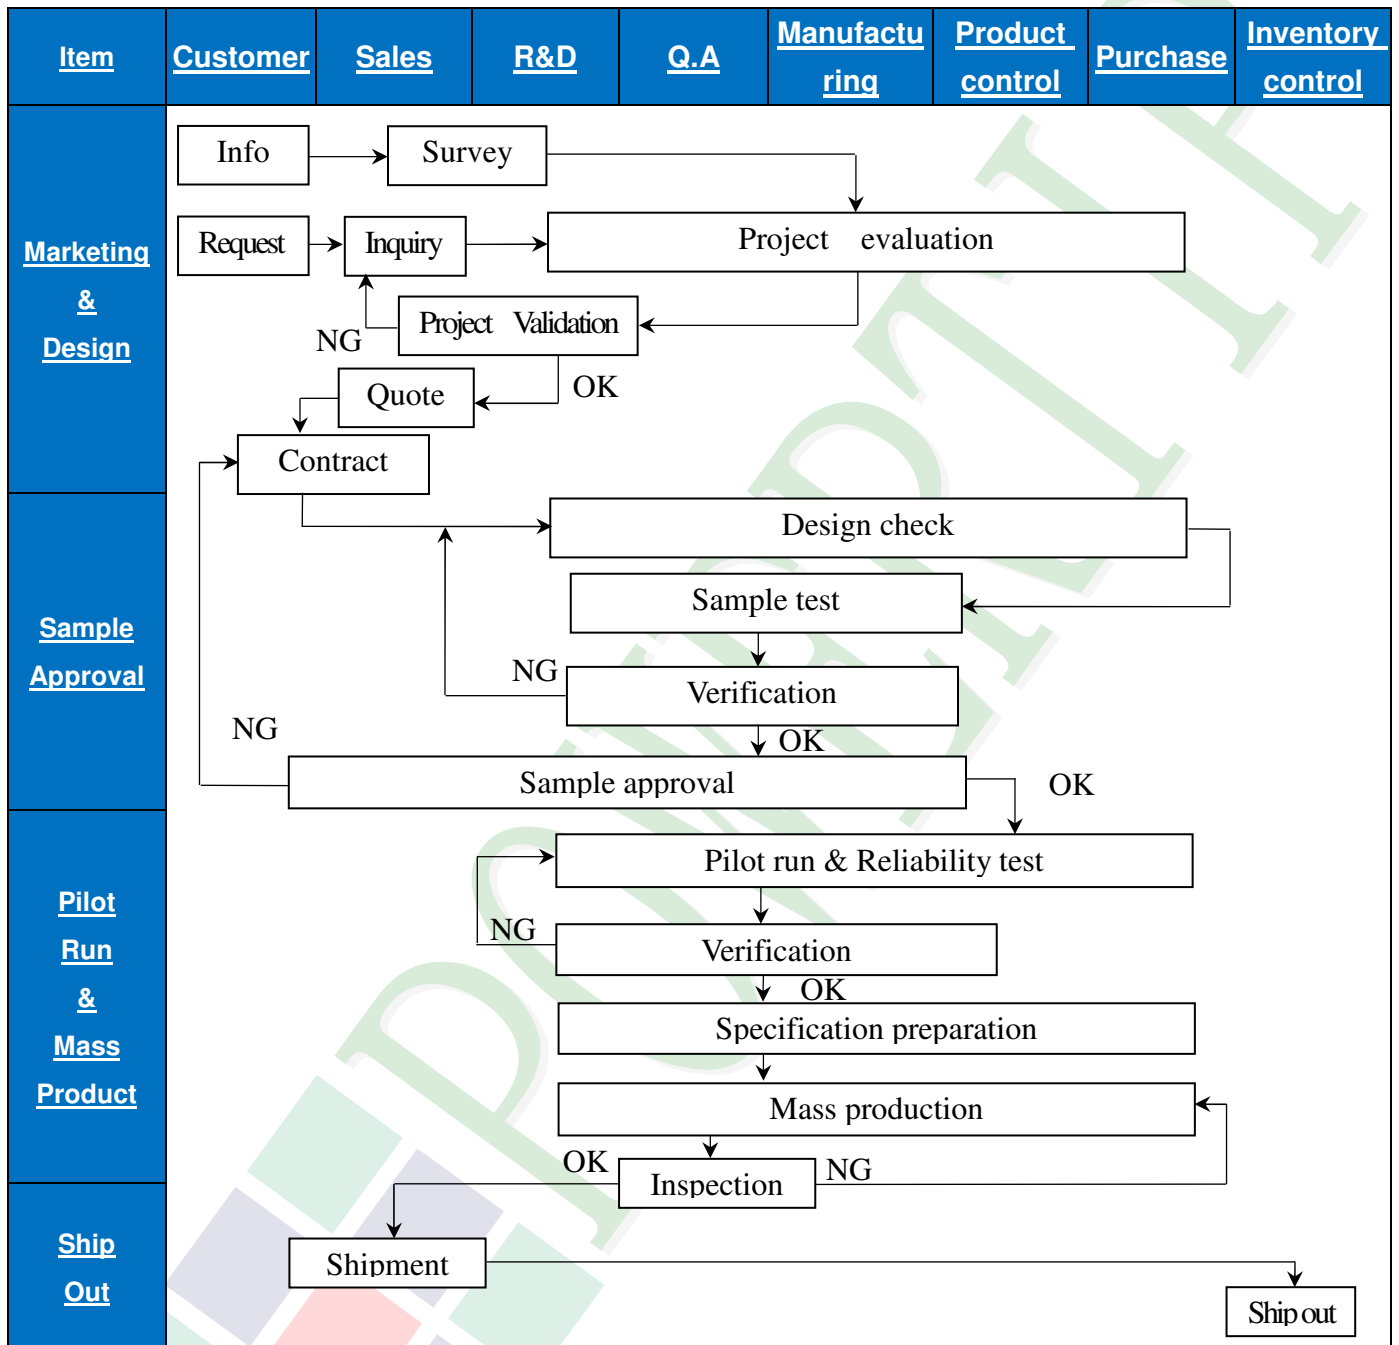 Item
Customer
Sales
R&D
Q.A
Manufactu
ring
Product
control
Purchase
Inventory
control
Marketing
&
Design
Info
Survey
Request
Inquiry
Project evaluation
NG
Project Validation
OK
Quote
Contract
Sample
Approval
Design check
Sample test
NG
Verification
NG
OK
Sample approval
OK
Pilot
Run
&
Mass
Product
Pilot run & Reliability test
NG
Verification
OK
Specification preparation
Mass production
OK
Inspection
NG
Ship
Out
Shipment
Ship out